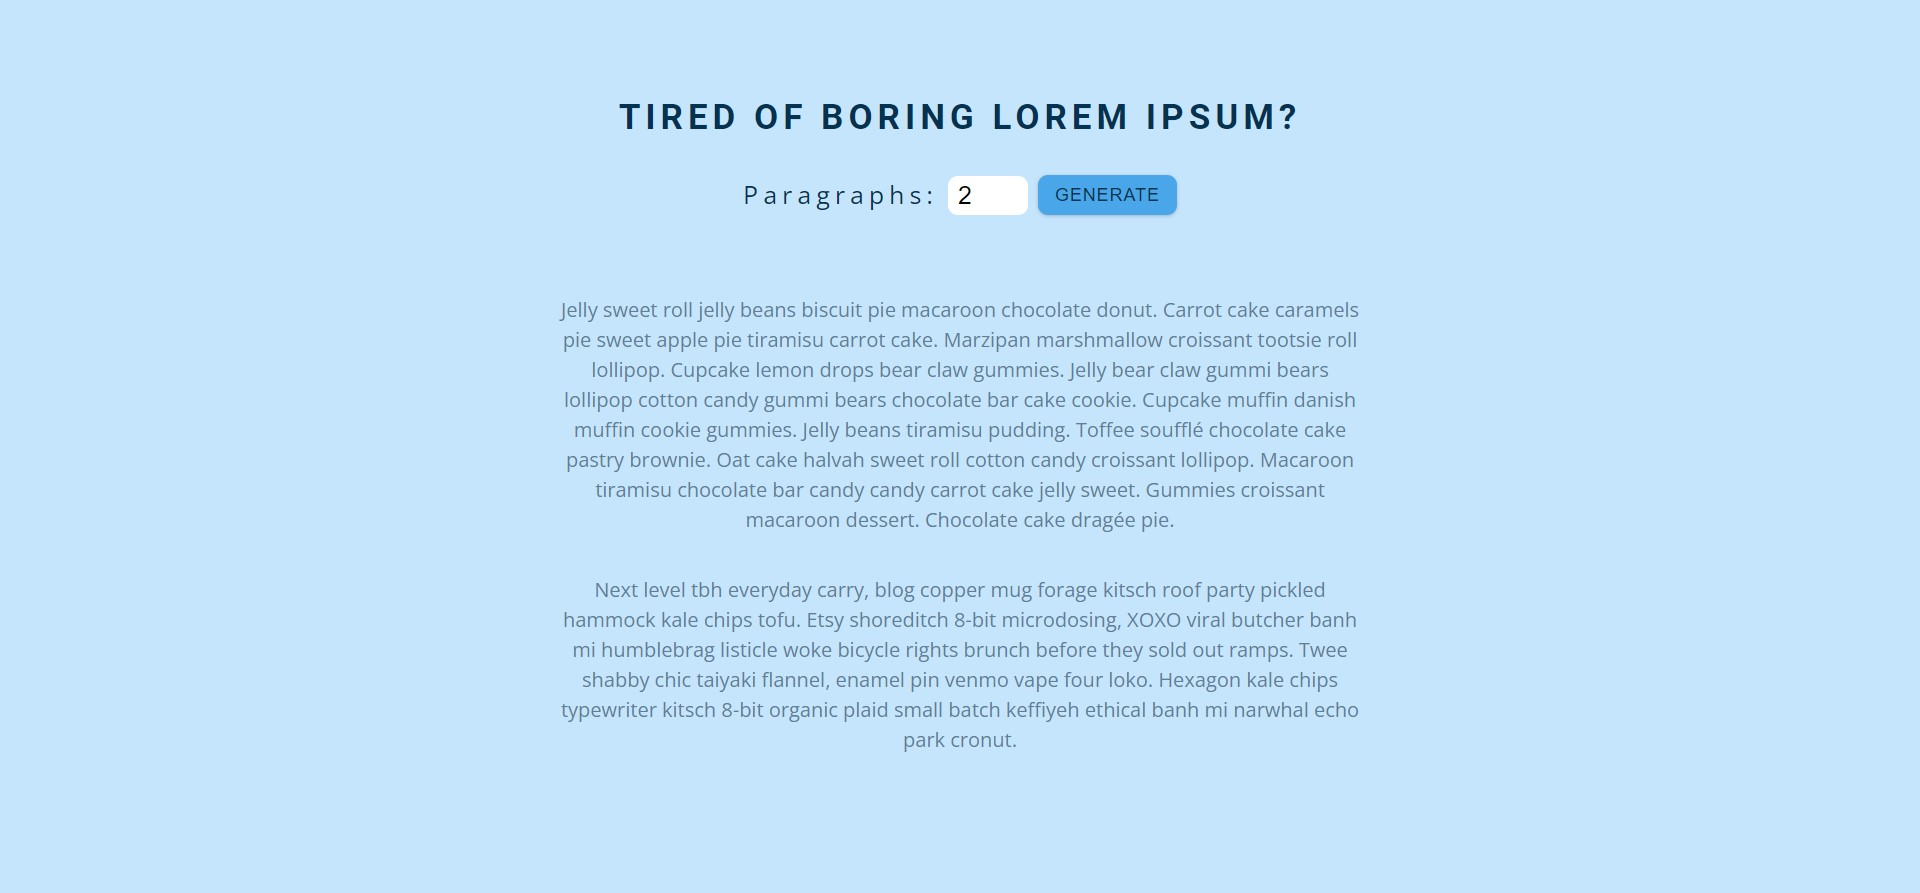 TIRED OF BORING LOREM IPSUM?
Paragraphs: 2 GENERATE
Jelly sweet roll jelly beans biscuit pie macaroon chocolate donut. Carrot cake caramels
pie sweet apple pie tiramisu carrot cake. Marzipan marshmallow croissant tootsie roll
lollipop. Cupcake lemon drops bear claw gummies. Jelly bear claw gummi bears
lollipop cotton candy gummi bears chocolate bar cake cookie. Cupcake muffin danish
muffin cookie gummies. Jelly beans tiramisu pudding. Toffee soufflé chocolate cake
pastry brownie. Oat cake halvah sweet roll cotton candy croissant lollipop. Macaroon
tiramisu chocolate bar candy candy carrot cake jelly sweet. Gummies croissant
macaroon dessert. Chocolate cake dragée pie.
Next level tbh everyday carry, blog copper mug forage kitsch roof party pickled
hammock kale chips tofu. Etsy shoreditch 8-bit microdosing, XOXO viral butcher banh
mi humblebrag listicle woke bicycle rights brunch before they sold out ramps. Twee
shabby chic taiyaki flannel, enamel pin venmo vape four loko. Hexagon kale chips
typewriter kitsch 8-bit organic plaid small batch keffiyeh ethical banh mi narwhal echo
park cronut.